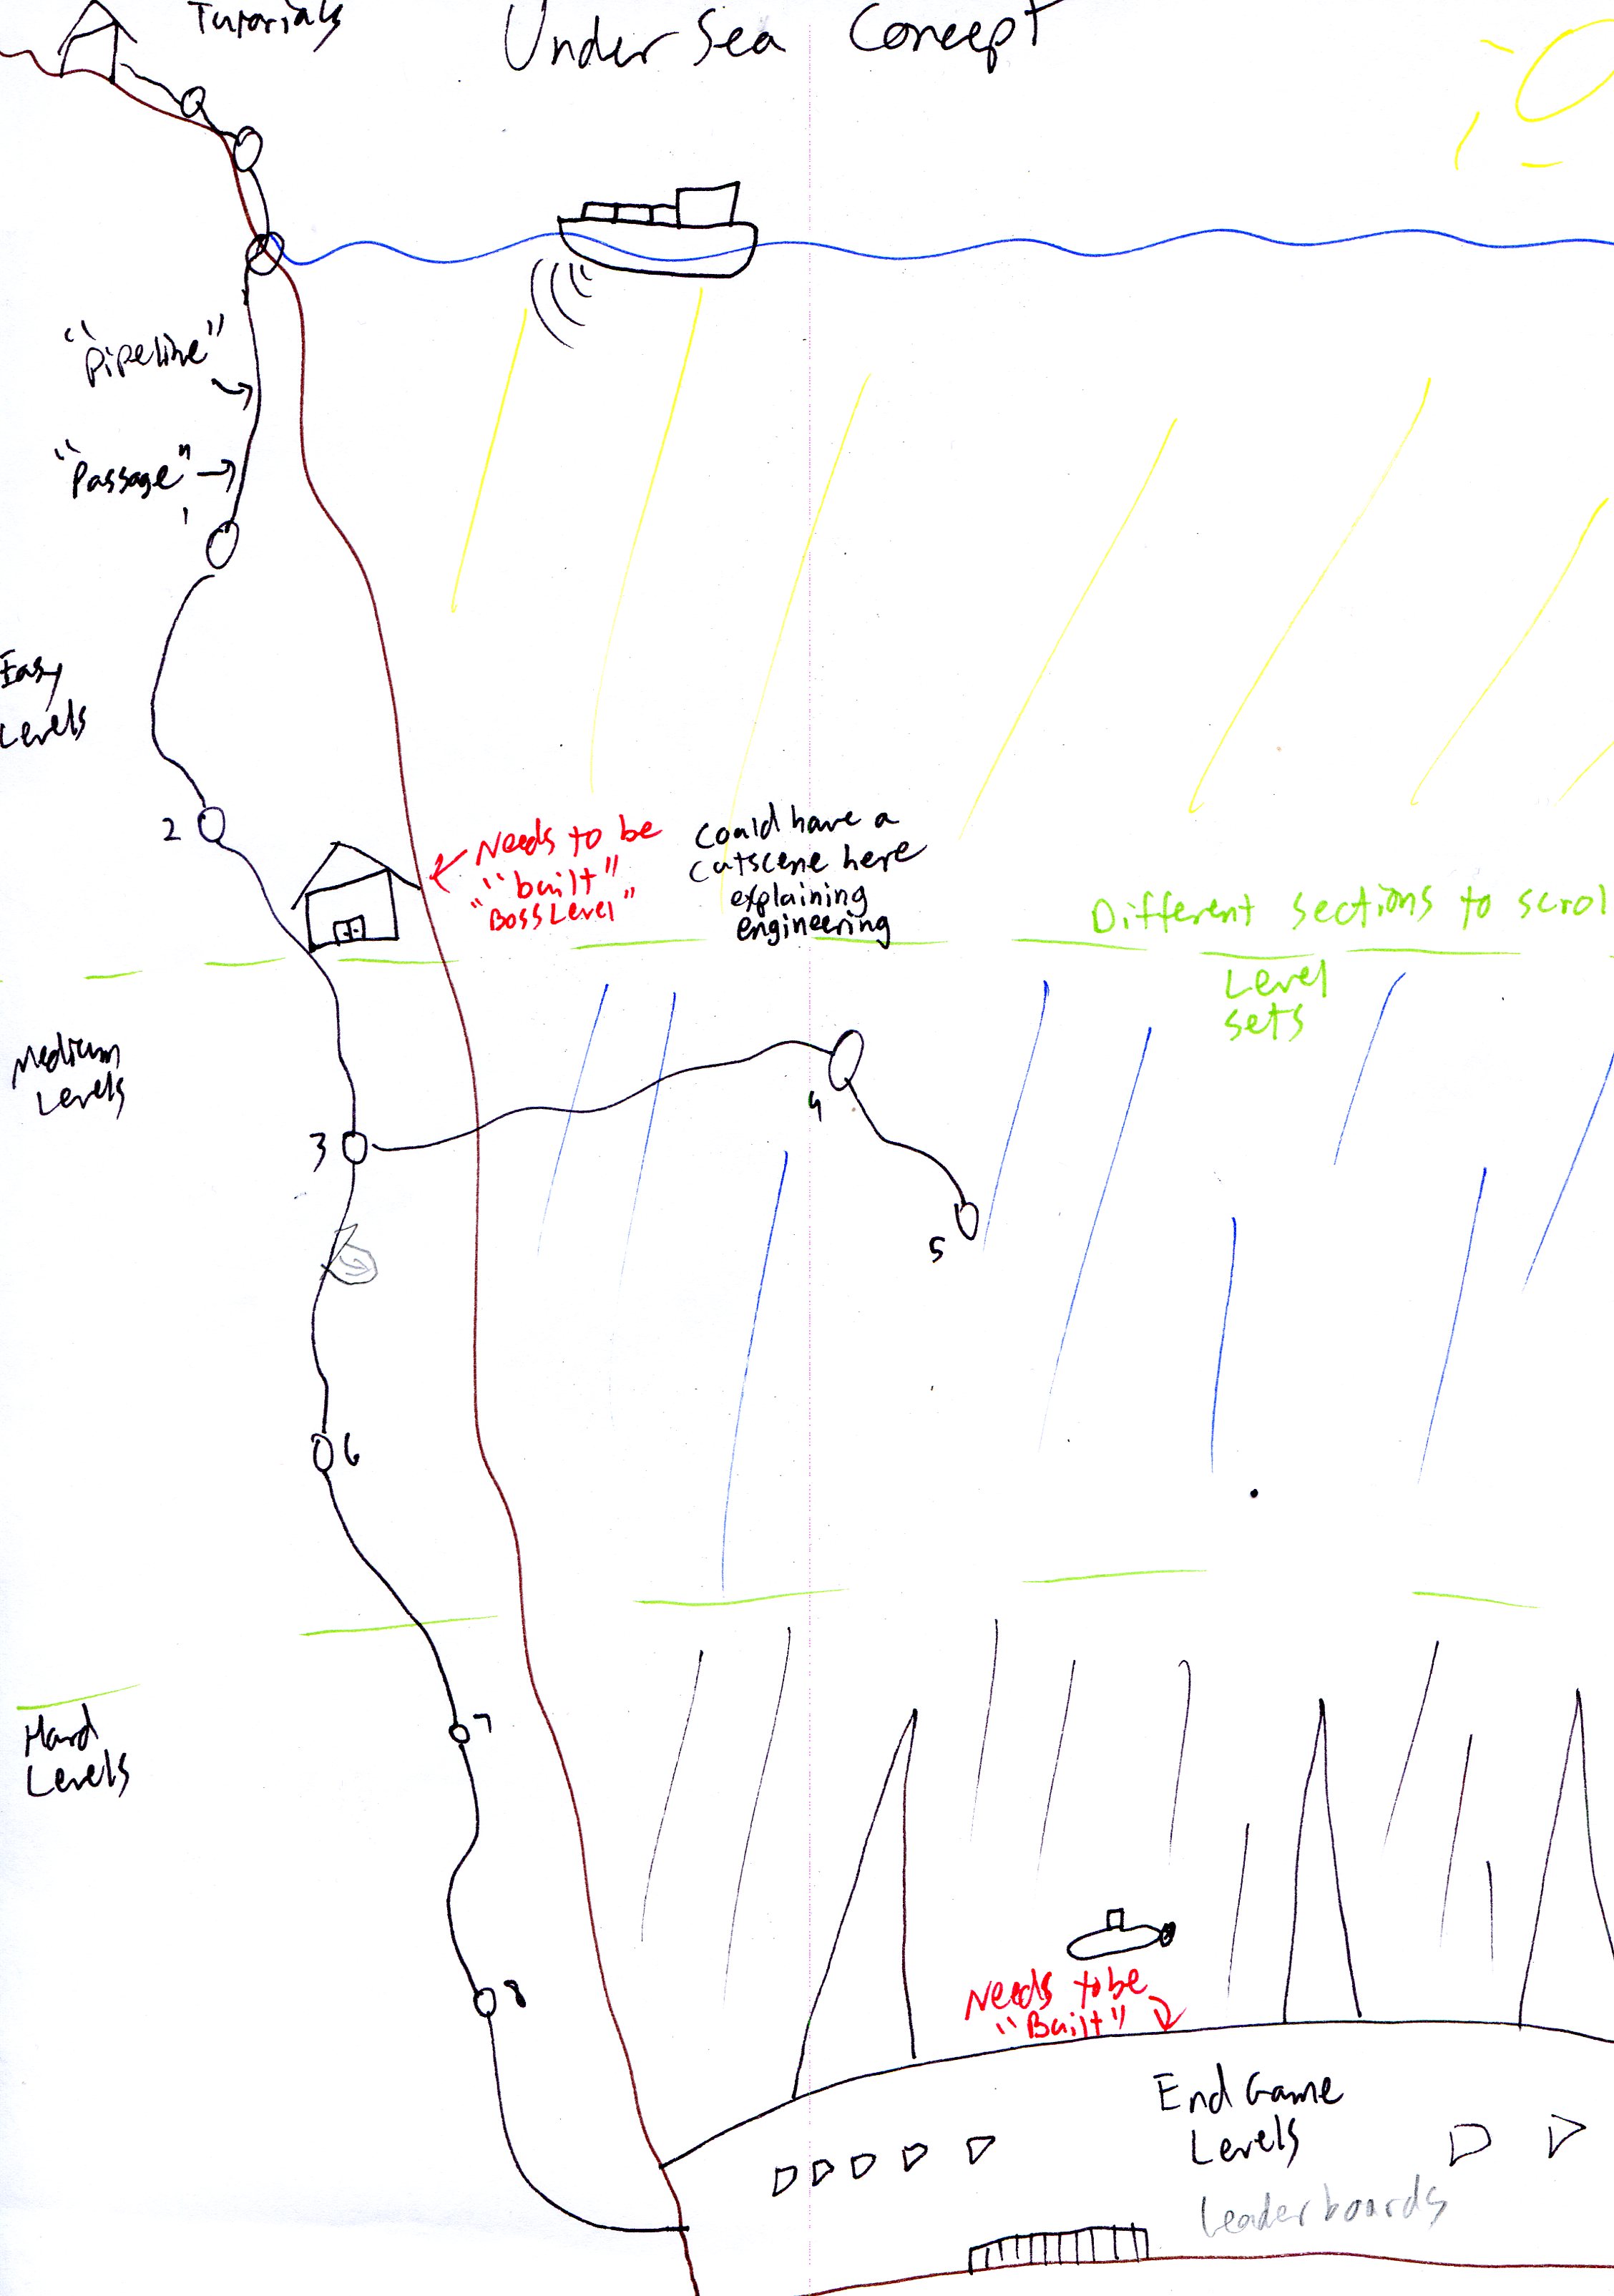 Tutorials
Under Sea Concept
"Pipeline"
"Passage"
1
Easy
Levels
2
Needs to be
"built"
"Boss Level"
Could have a
cutscene here
explaining
engineering
Different sections to scrol
Level
sets
Medium
Levels
3
4
5
6
Hard
Levels
7
8
Needs to be
"Built"
End Game
Levels
Leaderboards